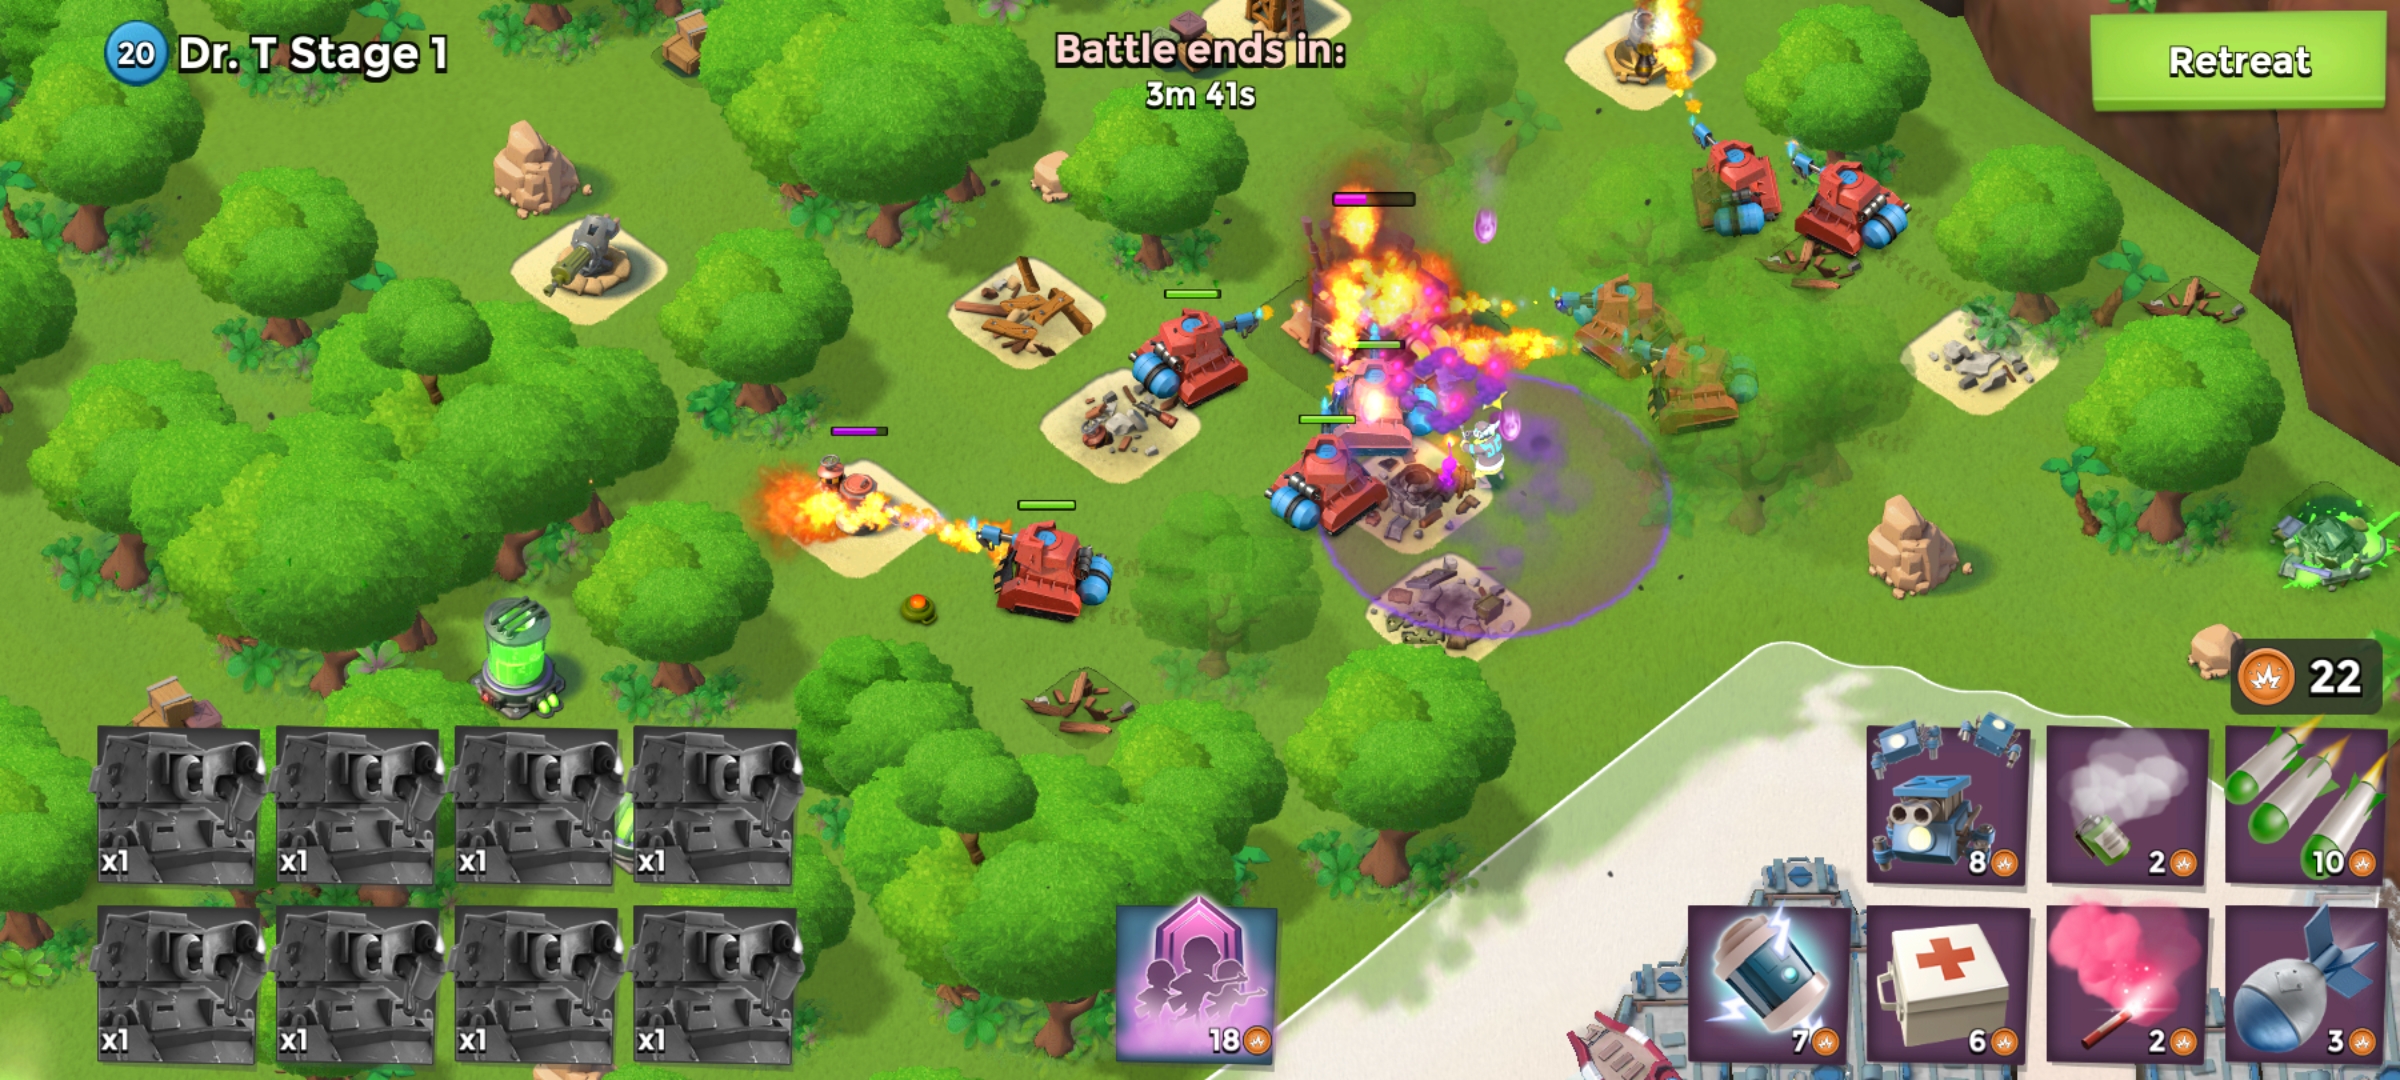 20 Dr. T Stage 1
Battle ends in:
3m 41s
Retreat
22
x1 x1 x1 x1
8 2 10
x1 x1 x1 x1
18
7 6 2 3